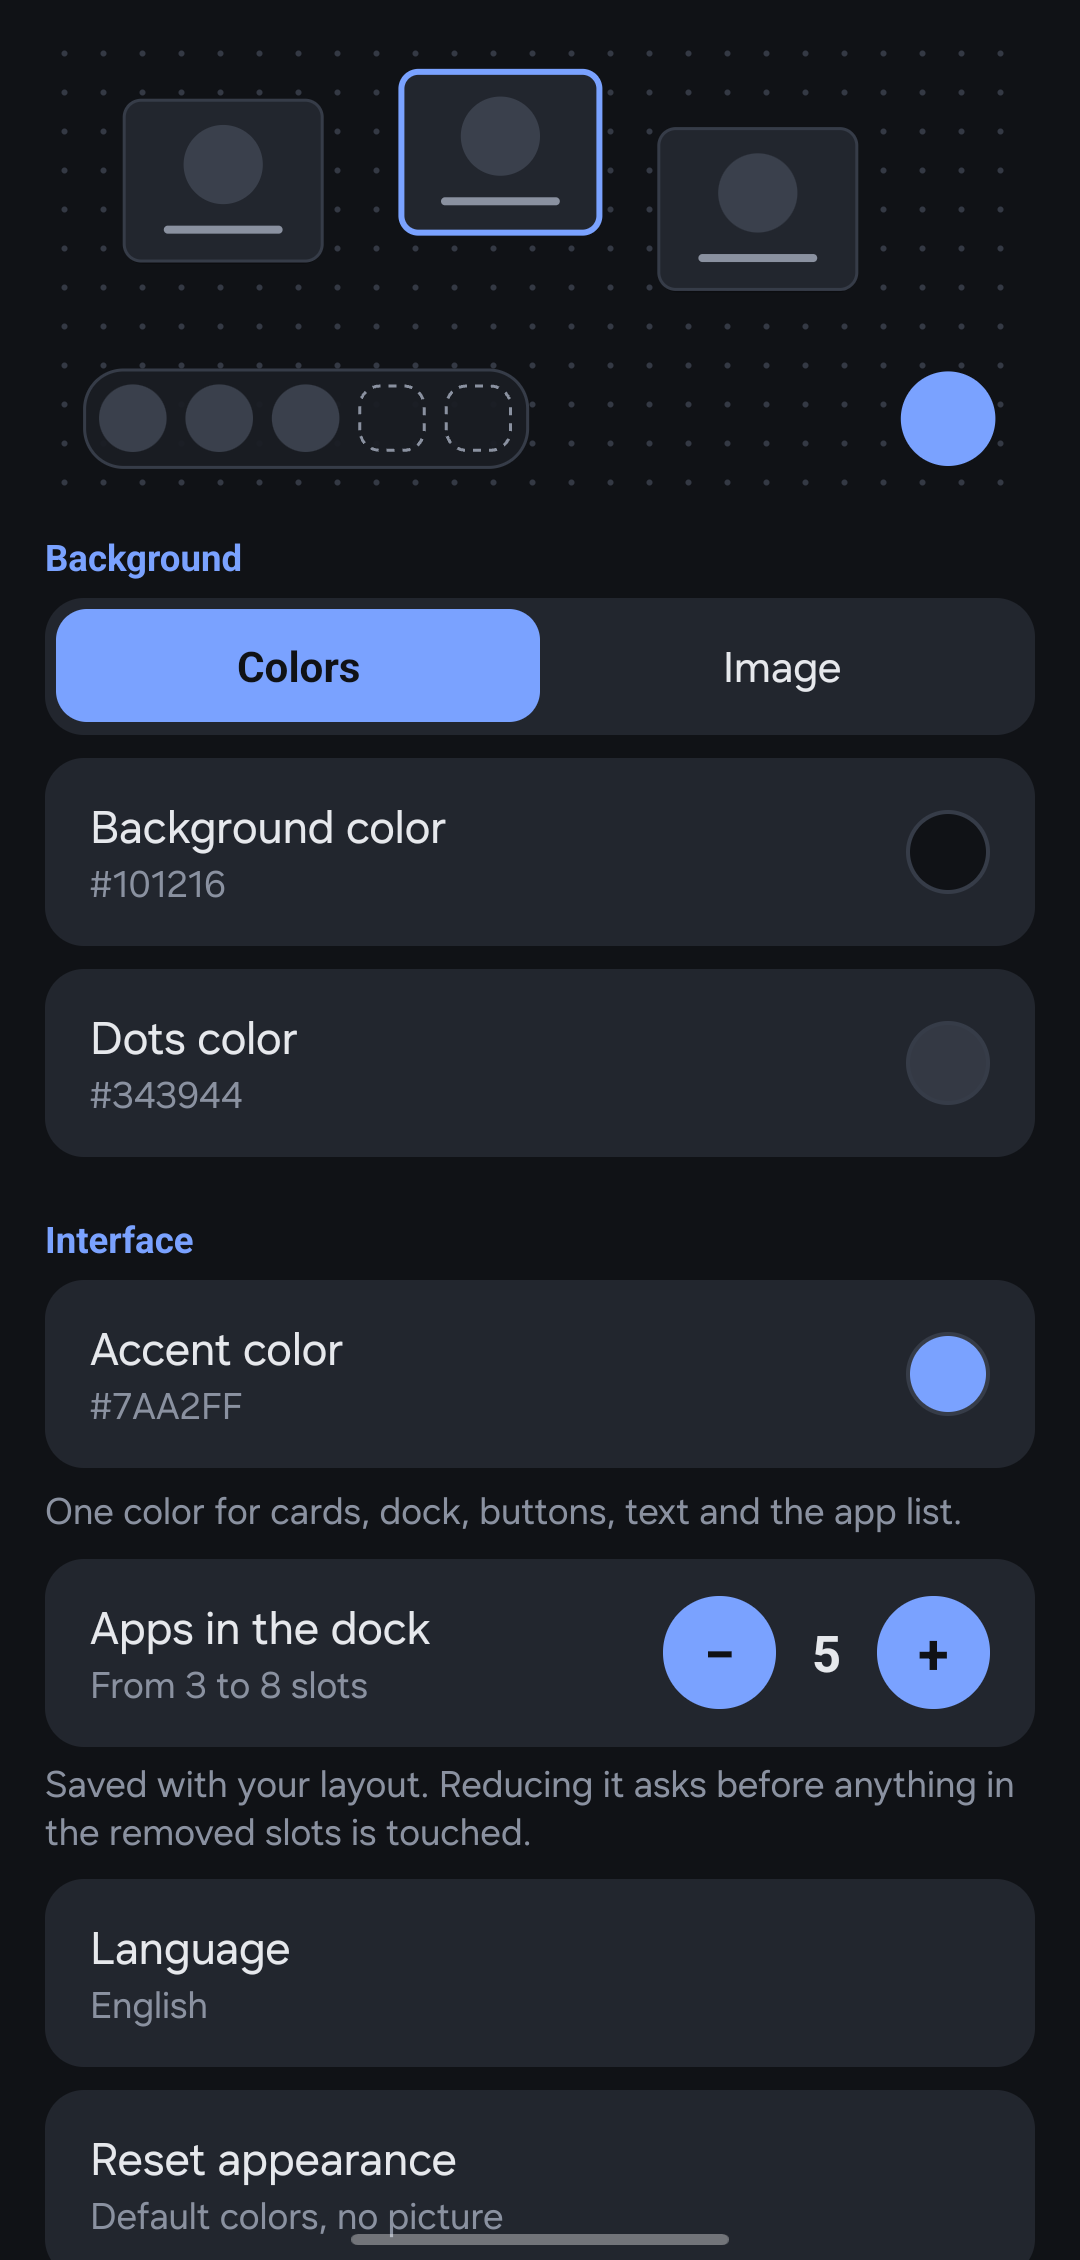 Background
Colors
Image
Background color
#101216
Dots color
#343944
Interface
Accent color
#7AA2FF
One color for cards, dock, buttons, text and the app list.
Apps in the dock
From 3 to 8 slots
−
5
+
Saved with your layout. Reducing it asks before anything in
the removed slots is touched.
Language
English
Reset appearance
Default colors, no picture